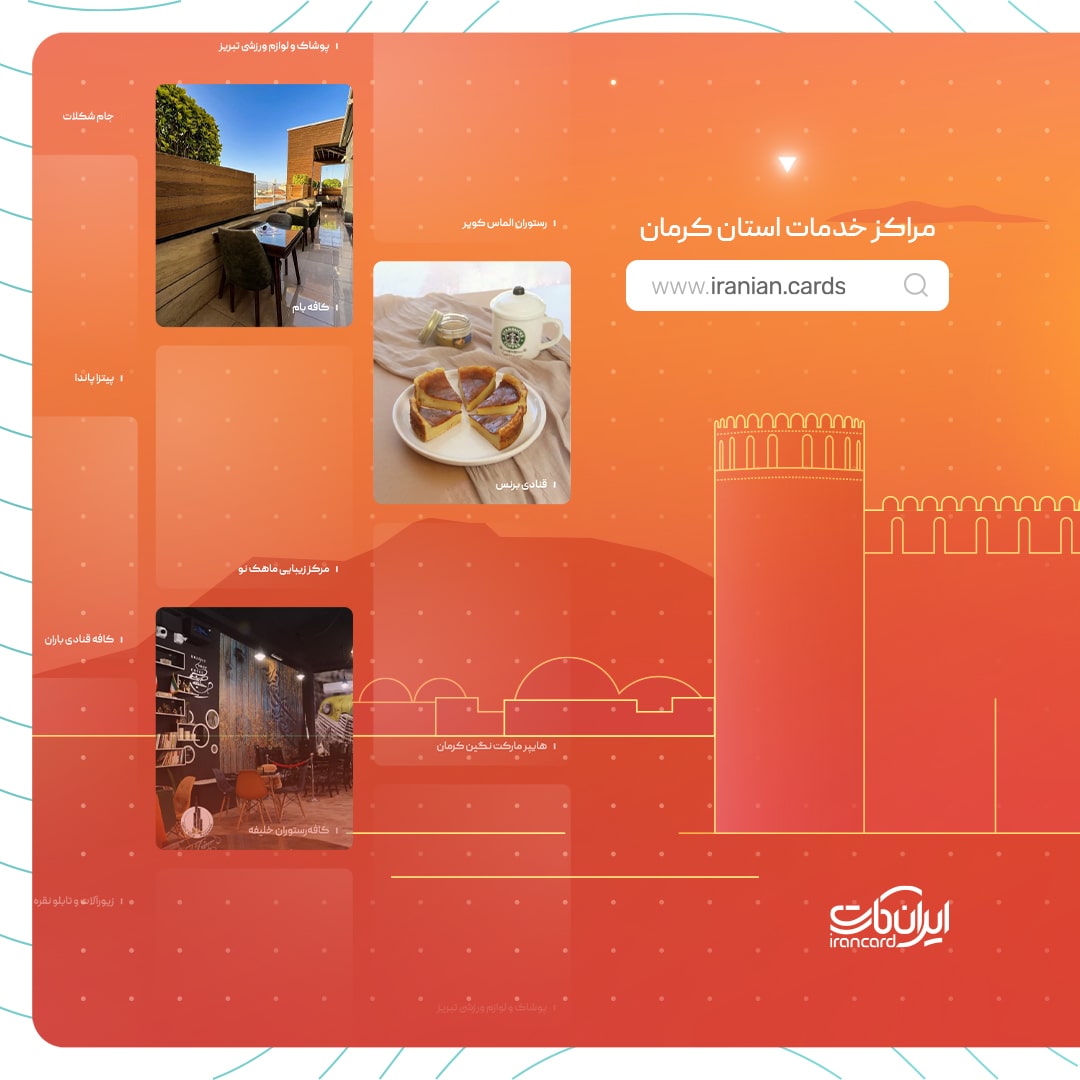 مراکز خدمات استان کرمان
www.iranian.cards
رستوران الماس کویر
قنادی برنس
هایپر مارکت نگین کرمان
پوشاک و لوازم ورزشی تبریز
پوشاک و لوازم ورزشی تبریز
کافه بام
مرکز زیبایی ماهک نو
کافه رستوران خلیفه
جام شکلات
پیتزا پاندا
کافه قنادی باران
زیورآلات و تابلو نقره
ایران کارت
irancard